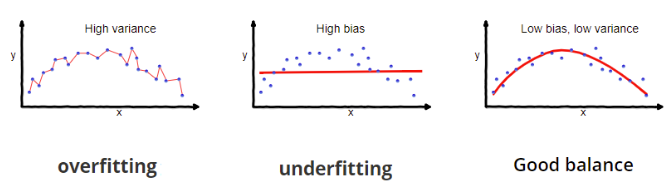 High variance
y
x
overfitting
High bias
y
x
underfitting
Low bias, low variance
y
x
Good balance